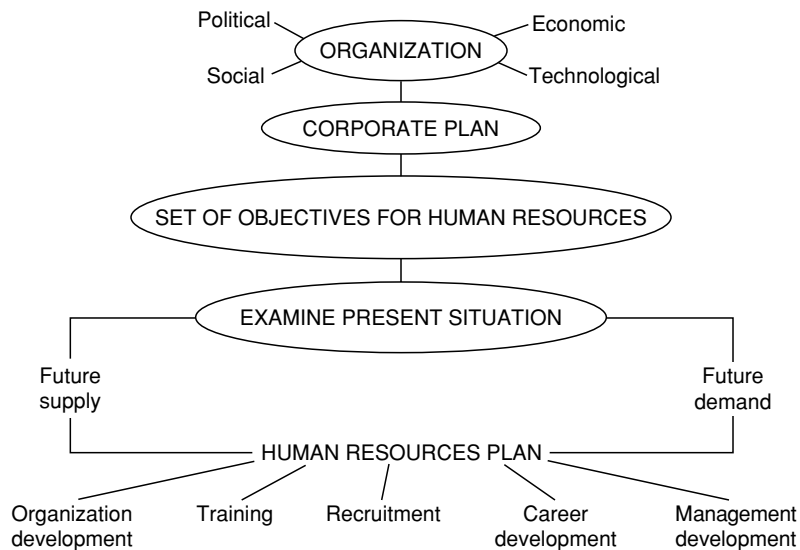 Political
Economic
ORGANIZATION
Social
Technological
CORPORATE PLAN
SET OF OBJECTIVES FOR HUMAN RESOURCES
EXAMINE PRESENT SITUATION
Future
supply
Future
demand
HUMAN RESOURCES PLAN
Organization
development
Training
Recruitment
Career
development
Management
development